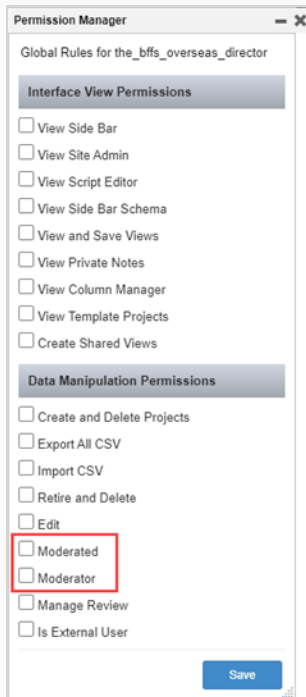 Permission Manager
Global Rules for the_bffs_overseas_director
Interface View Permissions
View Side Bar
View Site Admin
View Script Editor
View Side Bar Schema
View and Save Views
View Private Notes
View Column Manager
View Template Projects
Create Shared Views
Data Manipulation Permissions
Create and Delete Projects
Export All CSV
Import CSV
Retire and Delete
Edit
Moderated
Moderator
Manage Review
Is External User
Save